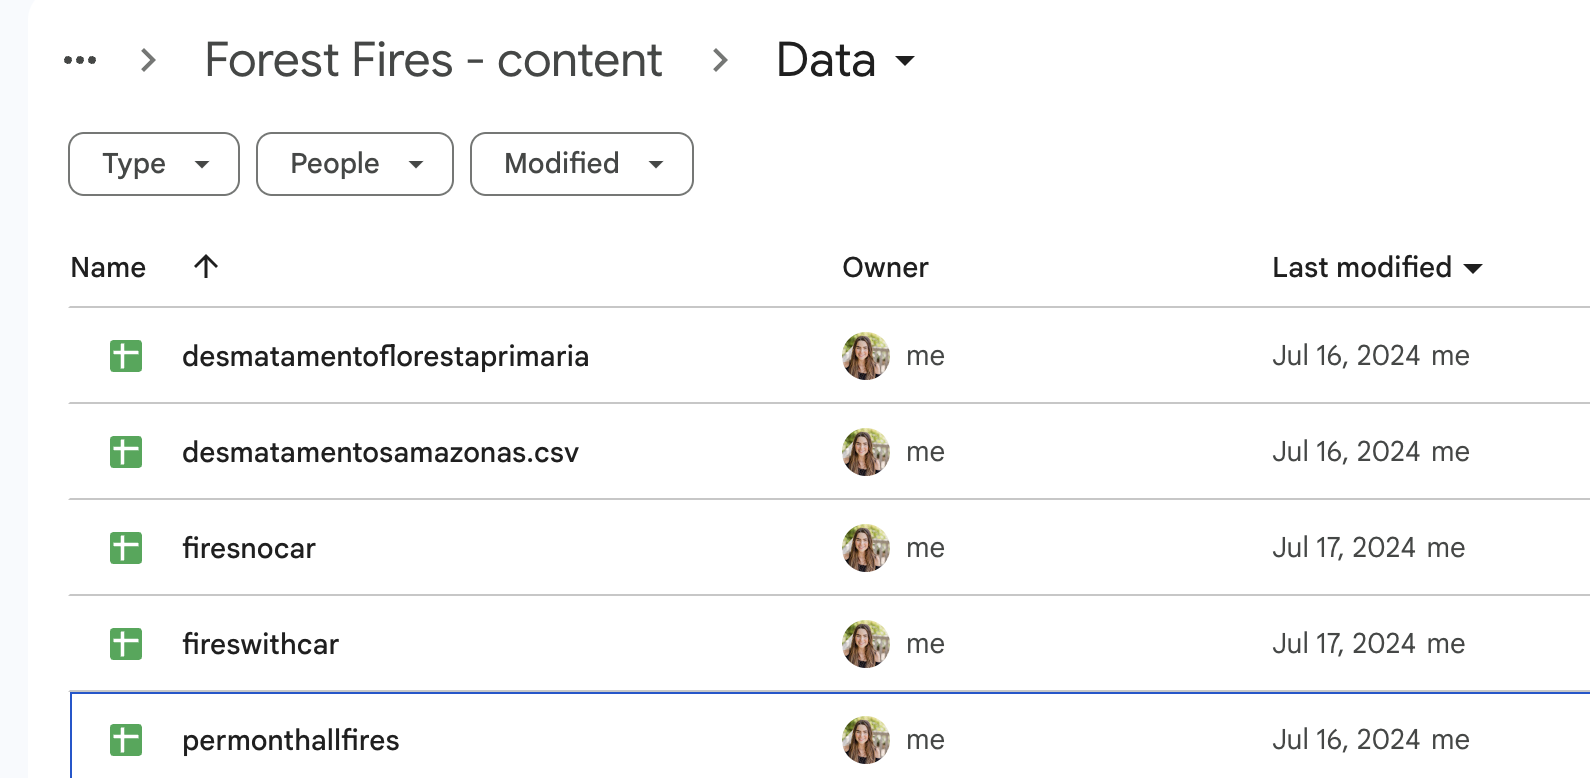 Forest Fires - content Data
Type People Modified
Name Owner Last modified
desmatamentoflorestaprimaria me Jul 16, 2024 me
desmatamentosamazonas.csv me Jul 16, 2024 me
firesnocar me Jul 17, 2024 me
fireswithcar me Jul 17, 2024 me
permonthallfires me Jul 16, 2024 me